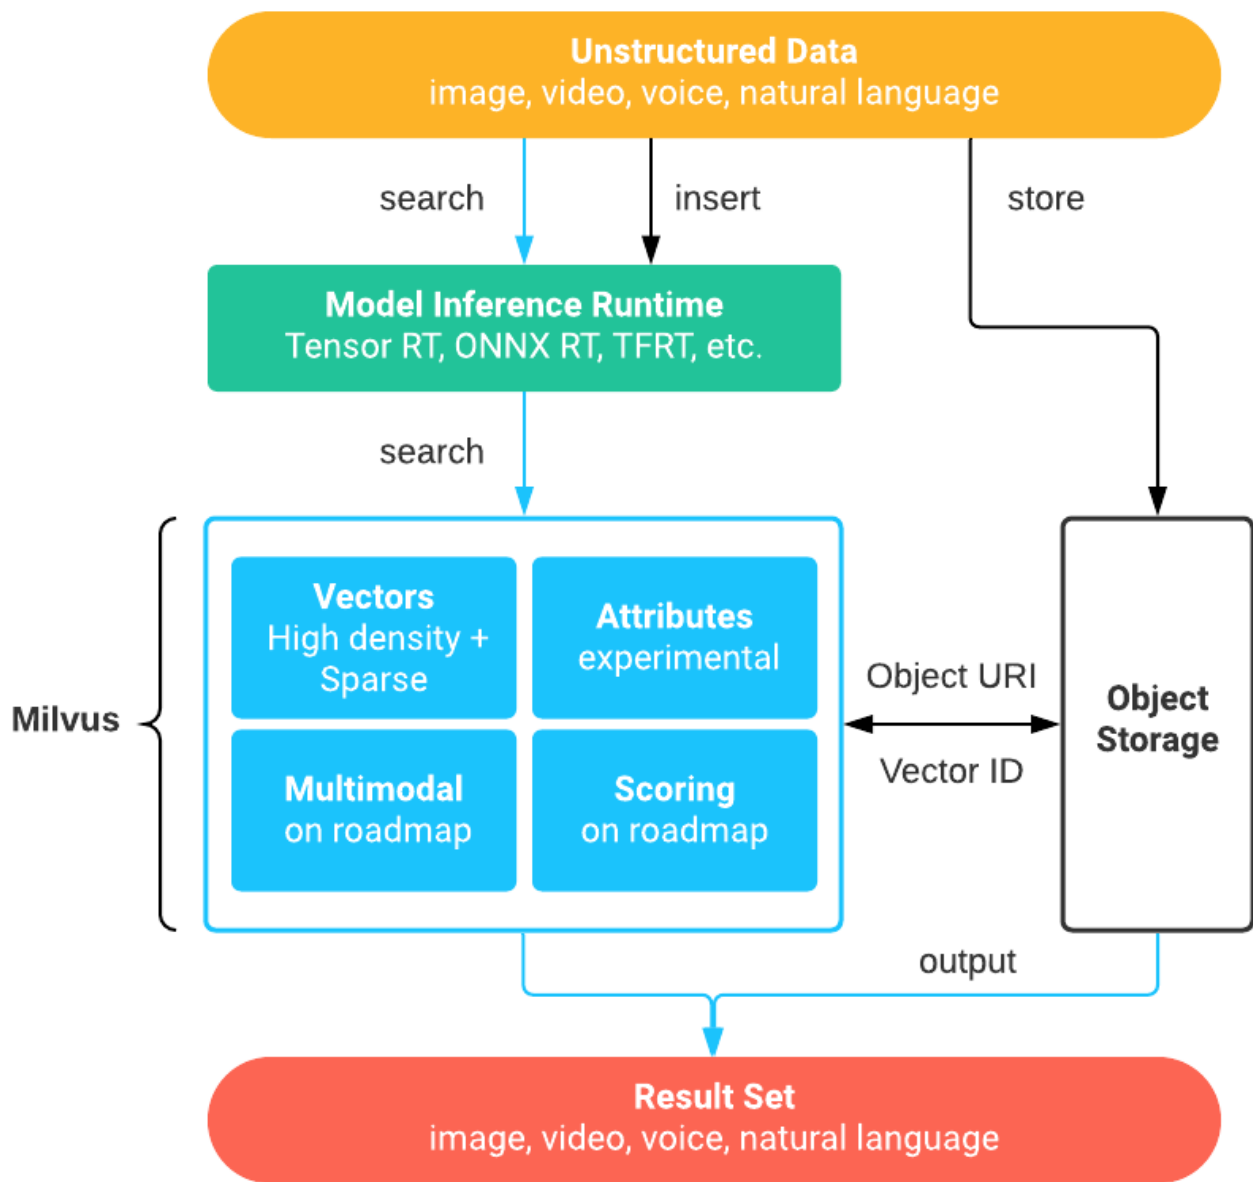 Unstructured Data
image, video, voice, natural language
search
insert
store
Model Inference Runtime
Tensor RT, ONNX RT, TFRT, etc.
search
Milvus
Vectors
High density +
Sparse
Attributes
experimental
Multimodal
on roadmap
Scoring
on roadmap
Object URI
Vector ID
Object
Storage
output
Result Set
image, video, voice, natural language